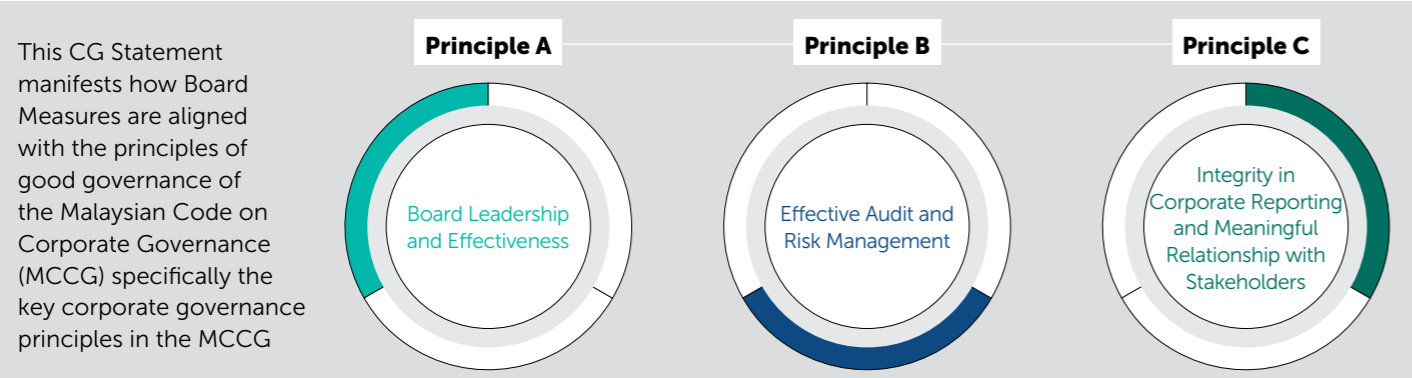 This CG Statement
manifests how Board
Measures are aligned
with the principles of
good governance of
the Malaysian Code on
Corporate Governance
(MCCG) specifically the
key corporate governance
principles in the MCCG
Principle A
Board Leadership
and Effectiveness
Principle B
Effective Audit and
Risk Management
Principle C
Integrity in
Corporate Reporting
and Meaningful
Relationship with
Stakeholders